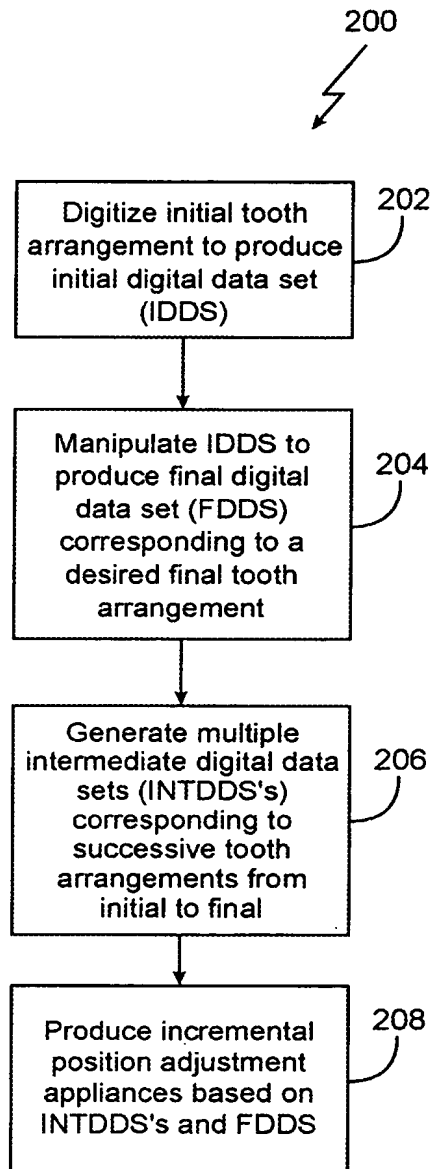 200
Digitize initial tooth
arrangement to produce
initial digital data set
(IDDS)
202
Manipulate IDDS to
produce final digital
data set (FDDS)
corresponding to a
desired final tooth
arrangement
204
Generate multiple
intermediate digital data
sets (INTDDS's)
corresponding to
successive tooth
arrangements from
initial to final
206
Produce incremental
position adjustment
appliances based on
INTDDS's and FDDS
208